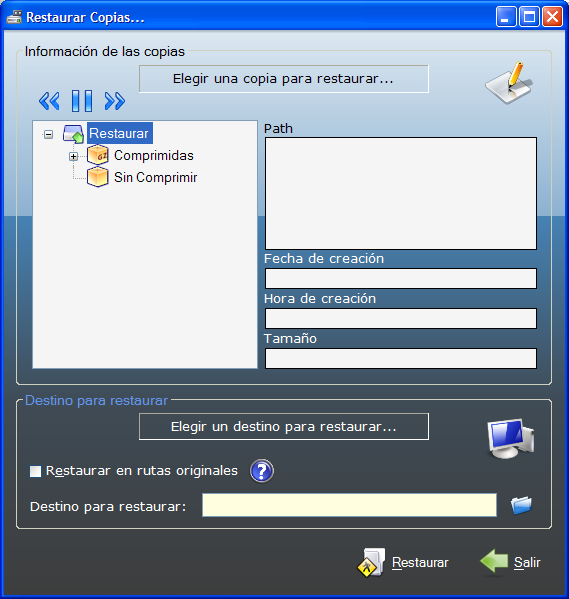 Restaurar Copias...
Información de las copias
Elegir una copia para restaurar...
Restaurar
Comprimidas
Sin Comprimir
Path
Fecha de creación
Hora de creación
Tamaño
Destino para restaurar
Elegir un destino para restaurar...
Restaurar en rutas originales
Destino para restaurar:
Restaurar
Salir